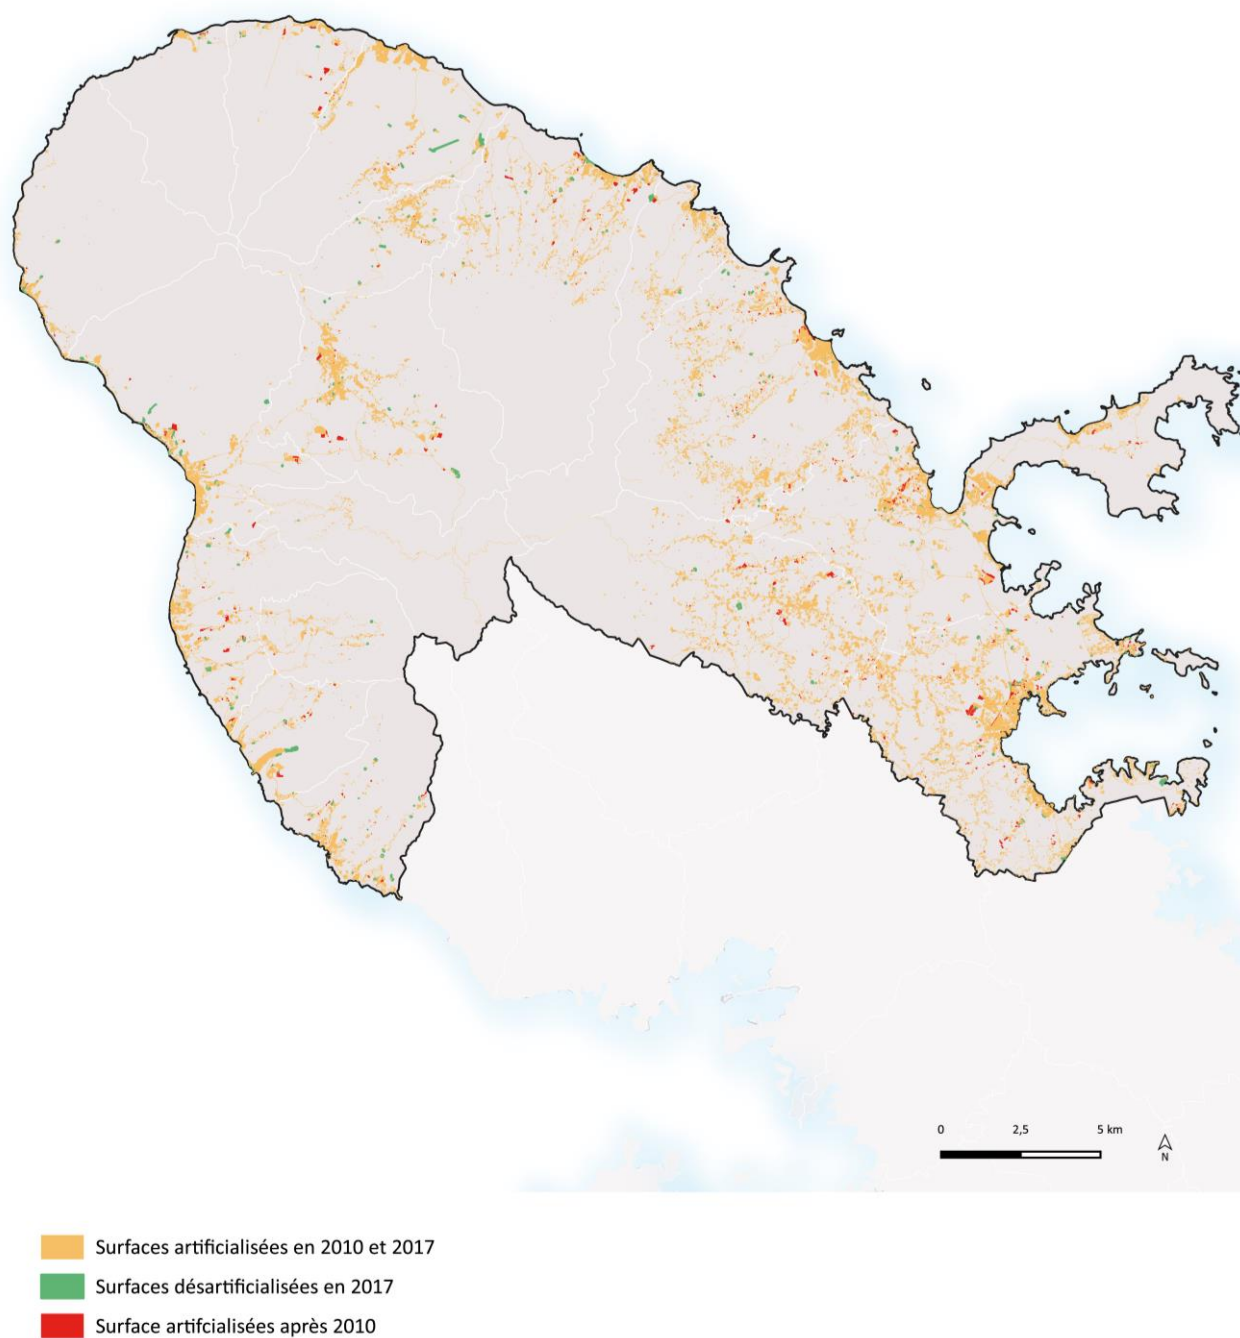 0 2,5 5 km
N
Surfaces artificialisées en 2010 et 2017
Surfaces désartificialisées en 2017
Surface artifcialisées après 2010